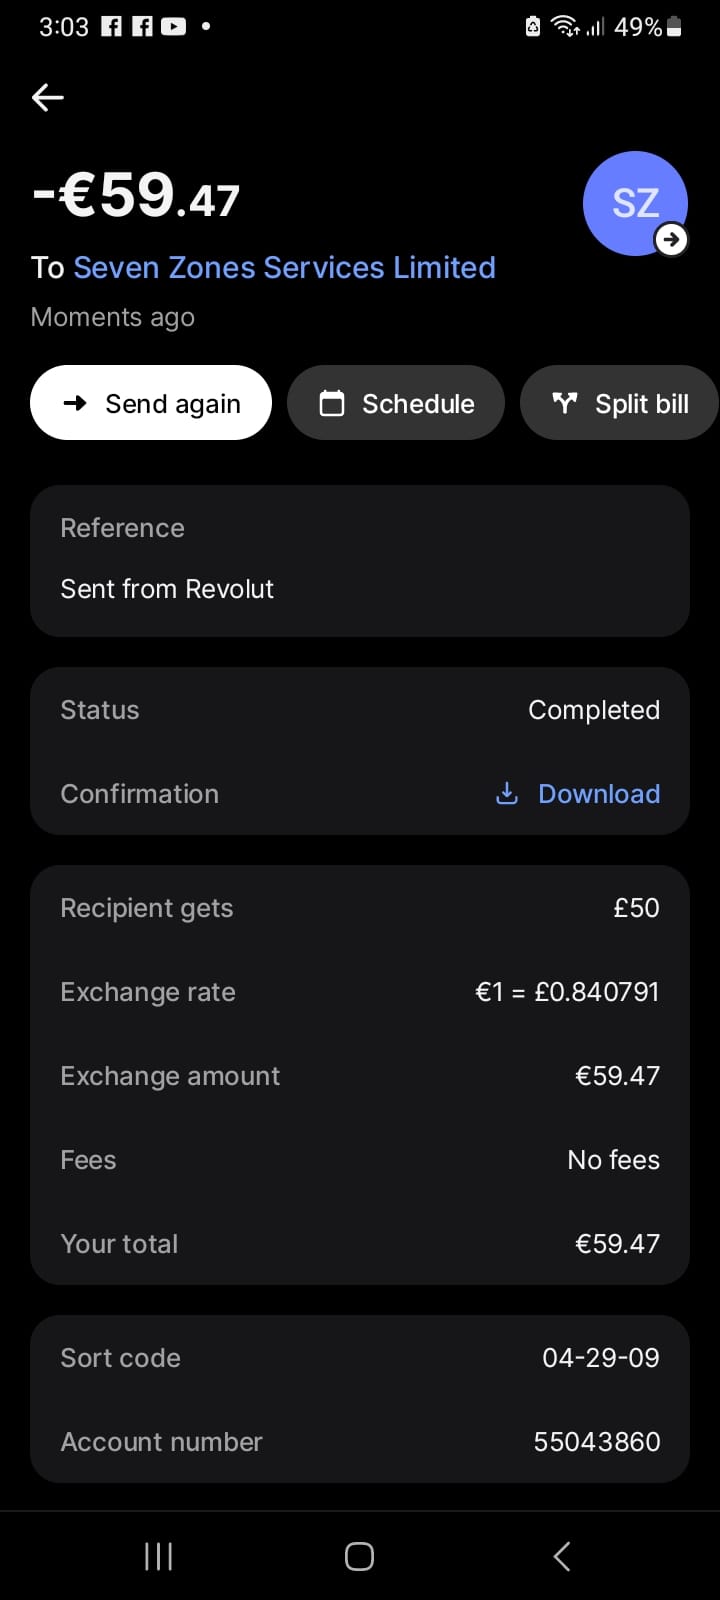 3:03 49%
-€59.47
SZ
To Seven Zones Services Limited
Moments ago
Send again Schedule Split bill
Reference
Sent from Revolut
Status Completed
Confirmation Download
Recipient gets £50
Exchange rate €1 = £0.840791
Exchange amount €59.47
Fees No fees
Your total €59.47
Sort code 04-29-09
Account number 55043860